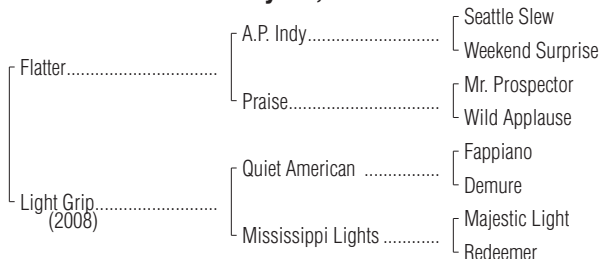 Seattle Slew
A.P. Indy..............................
Weekend Surprise
Flatter..................................
Mr. Prospector
Praise...................................
Wild Applause
Fappiano
Quiet American ................
Demure
Light Grip...........................
(2008)
Majestic Light
Mississippi Lights ............
Redeemer